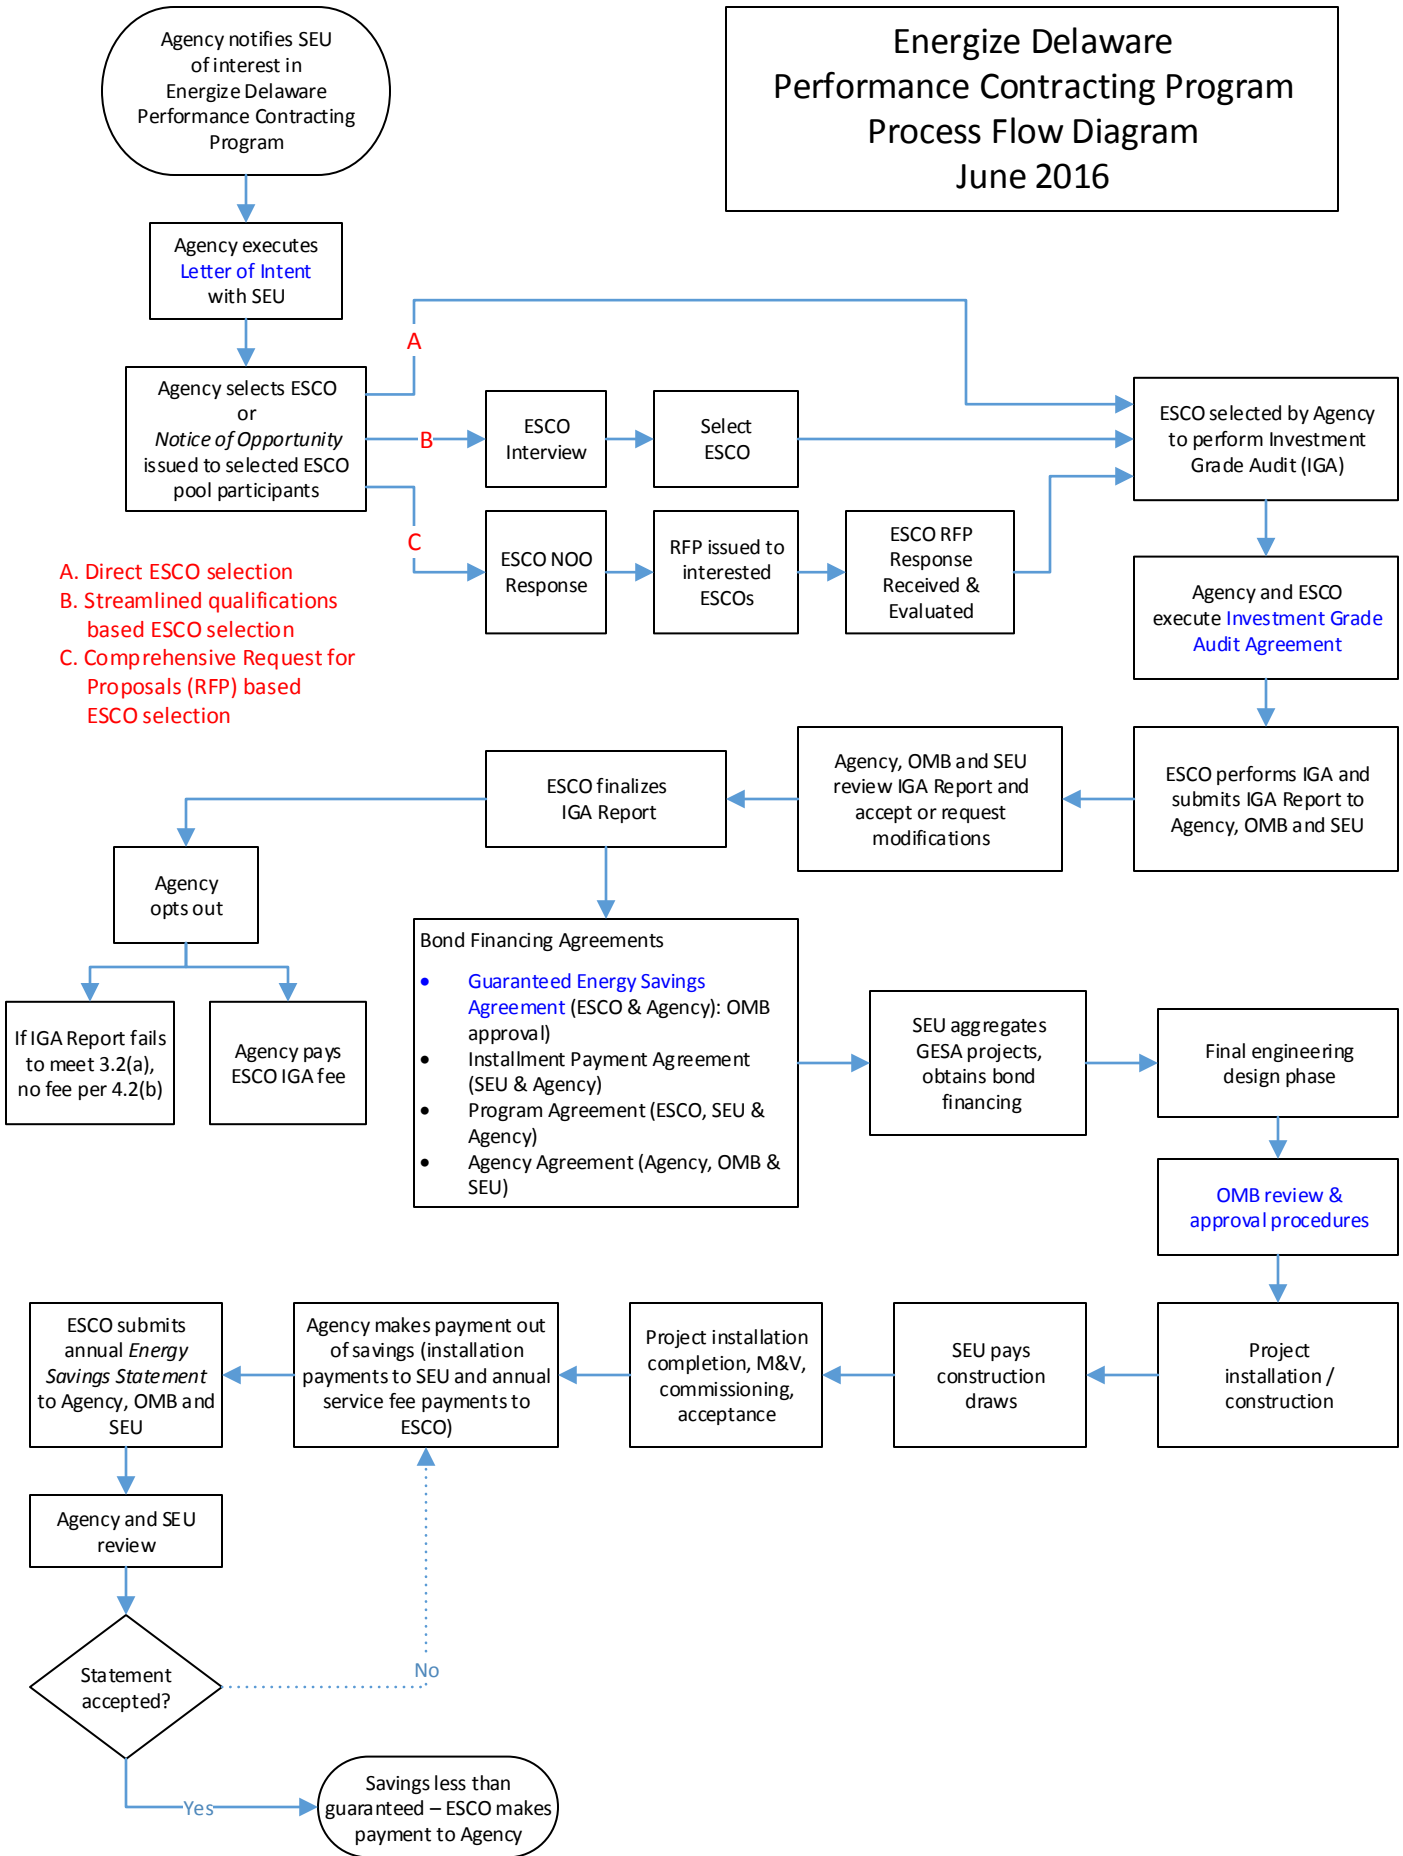 Agency notifies SEU
of interest in
Energize Delaware
Performance Contracting
Program
Energize Delaware
Performance Contracting Program
Process Flow Diagram
June 2016
Agency executes
Letter of Intent
with SEU
A
Agency selects ESCO
or
Notice of Opportunity
issued to selected ESCO
pool participants
B
ESCO
Interview
Select
ESCO
ESCO selected by Agency
to perform Investment
Grade Audit (IGA)
C
ESCO NOO
Response
RFP issued to
interested
ESCOs
ESCO RFP
Response
Received &
Evaluated
A. Direct ESCO selection
B. Streamlined qualifications
based ESCO selection
C. Comprehensive Request for
Proposals (RFP) based
ESCO selection
Agency and ESCO
execute Investment Grade
Audit Agreement
ESCO performs IGA and
submits IGA Report to
Agency, OMB and SEU
Agency, OMB and SEU
review IGA Report and
accept or request
modifications
ESCO finalizes
IGA Report
Agency
opts out
If IGA Report fails
to meet 3.2(a),
no fee per 4.2(b)
Agency pays
ESCO IGA fee
Bond Financing Agreements
• Guaranteed Energy Savings
Agreement (ESCO & Agency): OMB
approval)
• Installment Payment Agreement
(SEU & Agency)
• Program Agreement (ESCO, SEU &
Agency)
• Agency Agreement (Agency, OMB &
SEU)
SEU aggregates
GESA projects,
obtains bond
financing
Final engineering
design phase
OMB review &
approval procedures
Project
installation /
construction
SEU pays
construction
draws
Project installation
completion, M&V,
commissioning,
acceptance
Agency makes payment out
of savings (installation
payments to SEU and annual
service fee payments to
ESCO)
ESCO submits
annual Energy
Savings Statement
to Agency, OMB and
SEU
Agency and SEU
review
Statement
accepted?
No
Yes
Savings less than
guaranteed – ESCO makes
payment to Agency